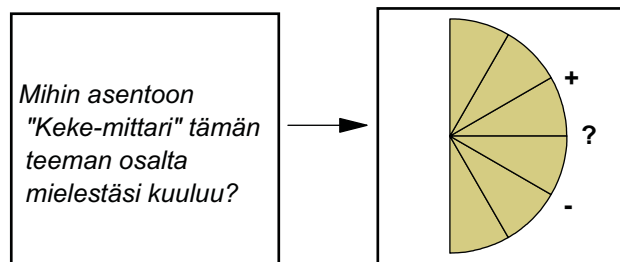 Mihin asentoon
"Keke-mittari" tämän
teeman osalta
mielestäsi kuuluu?
+
?
-